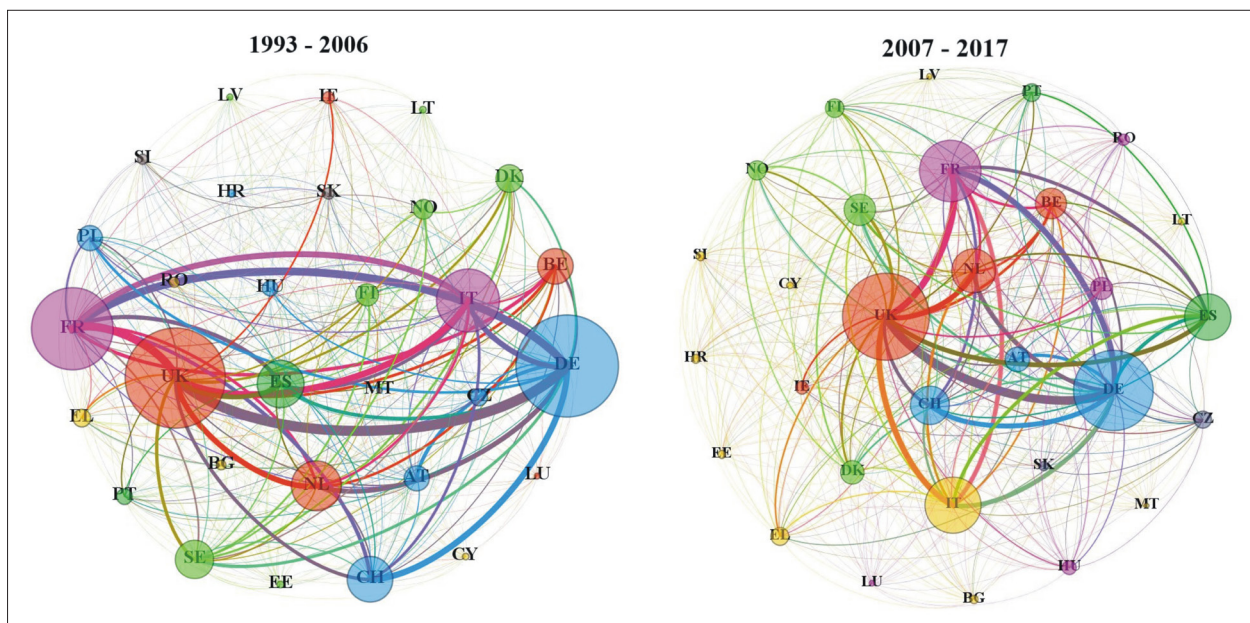 1993 - 2006
LV
IE
LT
SI
HR
SK
DK
NO
PL
BE
RO
HU
FI
IT
FR
UK
ES
MT
CZ
DE
EL
BG
NL
AT
LU
PT
SE
EE
CH
CY
2007 - 2017
LV
PT
FI
RO
NO
FR
SE
BE
LT
SI
CY
NL
PL
UK
ES
HR
IE
AT
DE
CH
CZ
EE
DK
SK
IT
MT
EL
LU
HU
BG